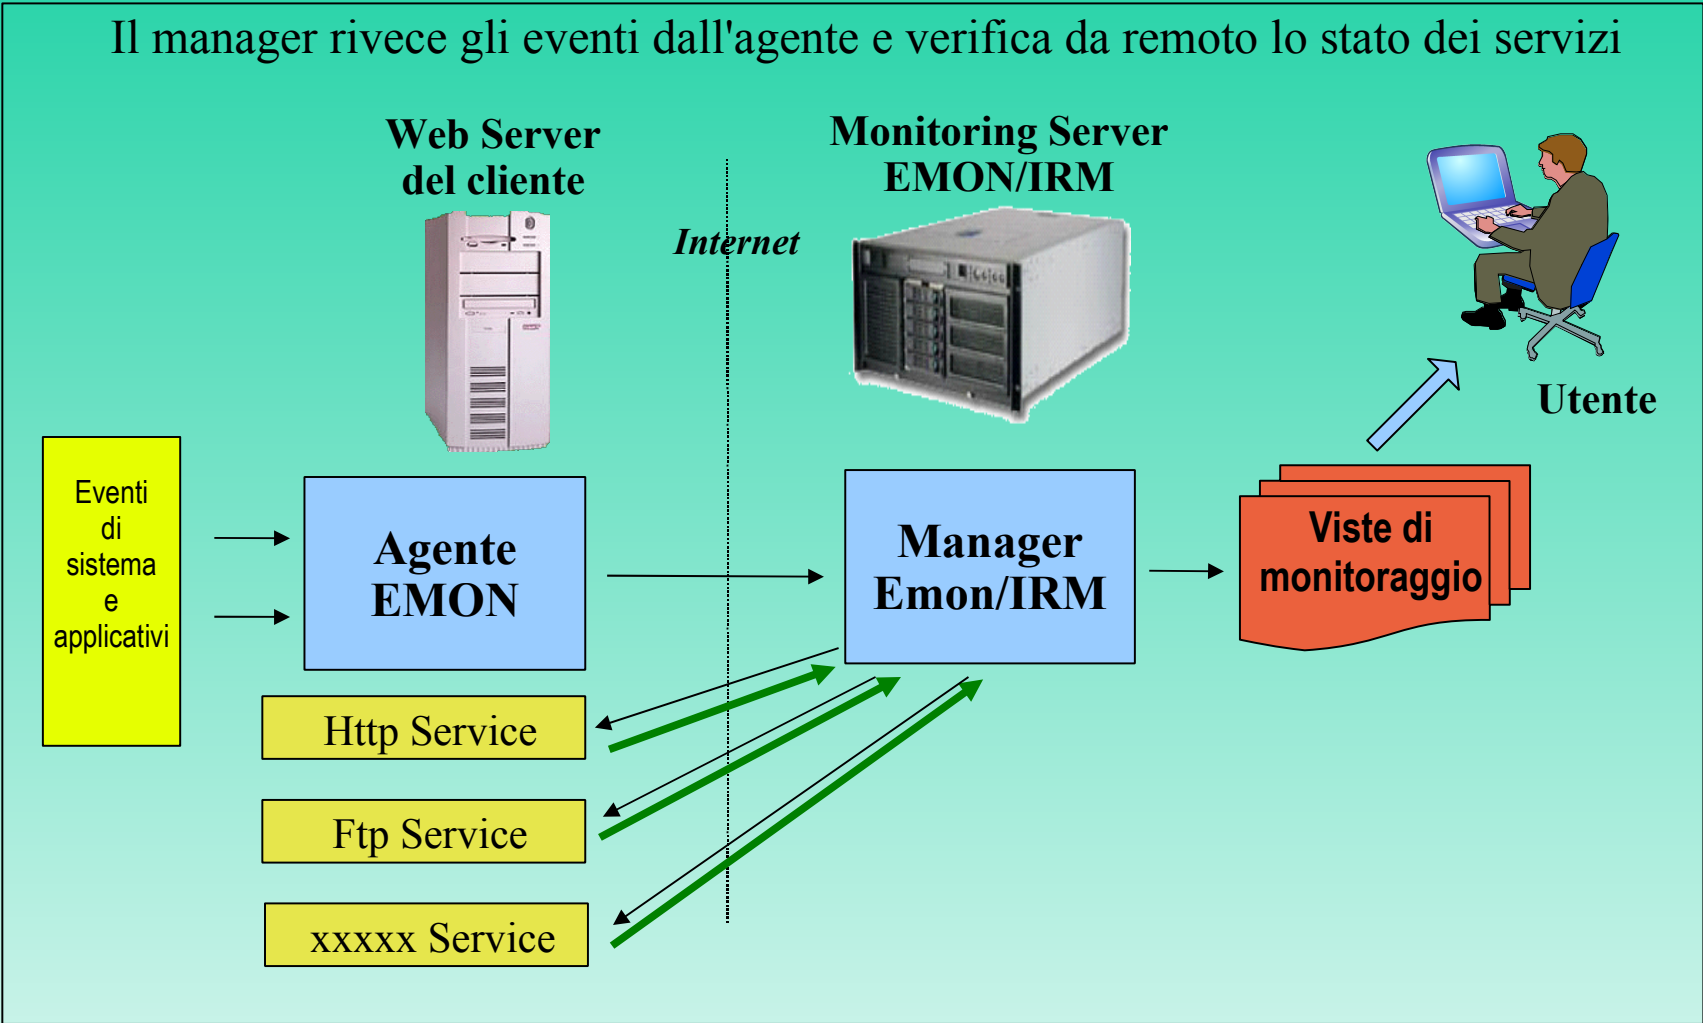 Il manager rivece gli eventi dall'agente e verifica da remoto lo stato dei servizi
Web Server
del cliente
Monitoring Server
EMON/IRM
Internet
Utente
Eventi
di
sistema
e
applicativi
Agente
EMON
Manager
Emon/IRM
Viste di
monitoraggio
Http Service
Ftp Service
xxxxx Service